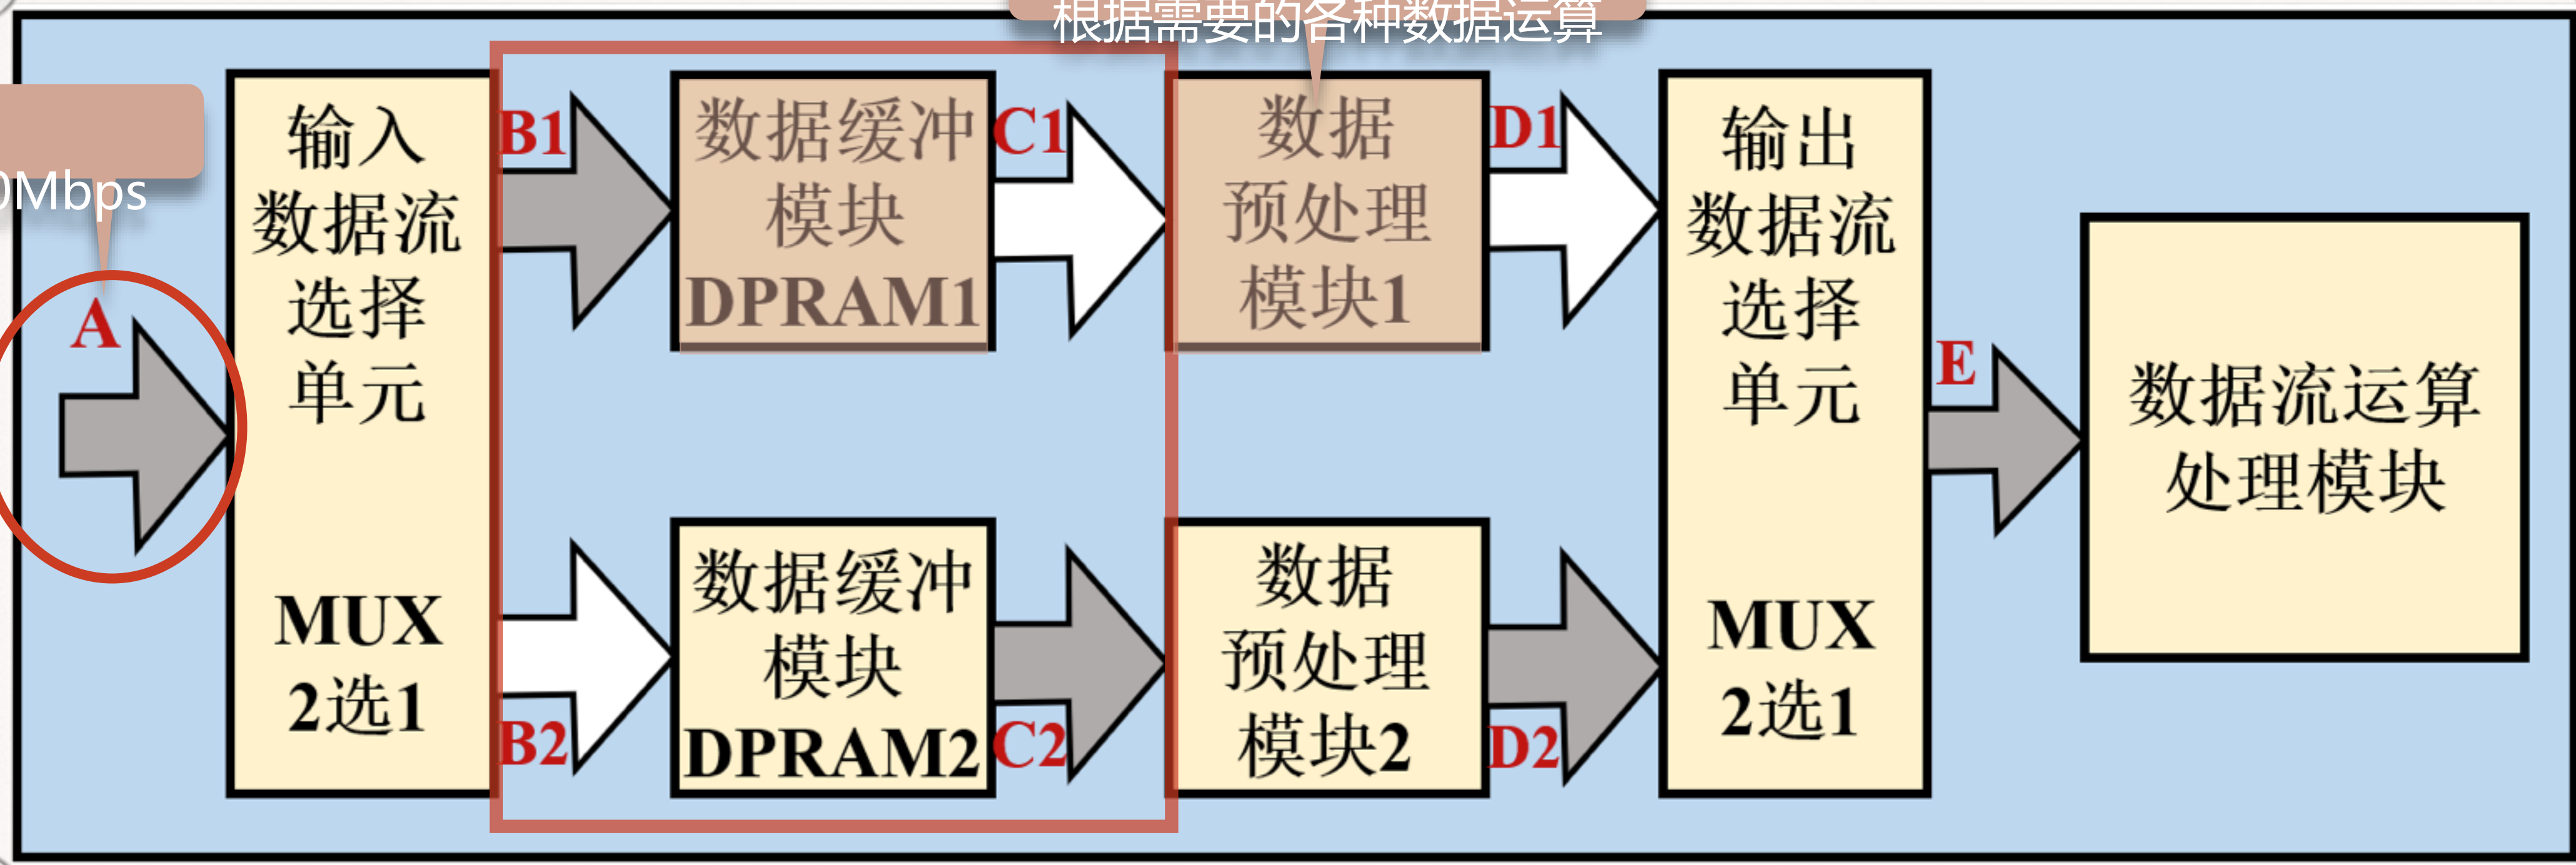 根据需要的各种数据运算
0Mbps
A
输入
数据流
选择
单元
MUX
2选1
B1
数据缓冲
模块
DPRAM1
C1
数据
预处理
模块1
D1
B2
数据缓冲
模块
DPRAM2
C2
数据
预处理
模块2
D2
输出
数据流
选择
单元
MUX
2选1
E
数据流运算
处理模块